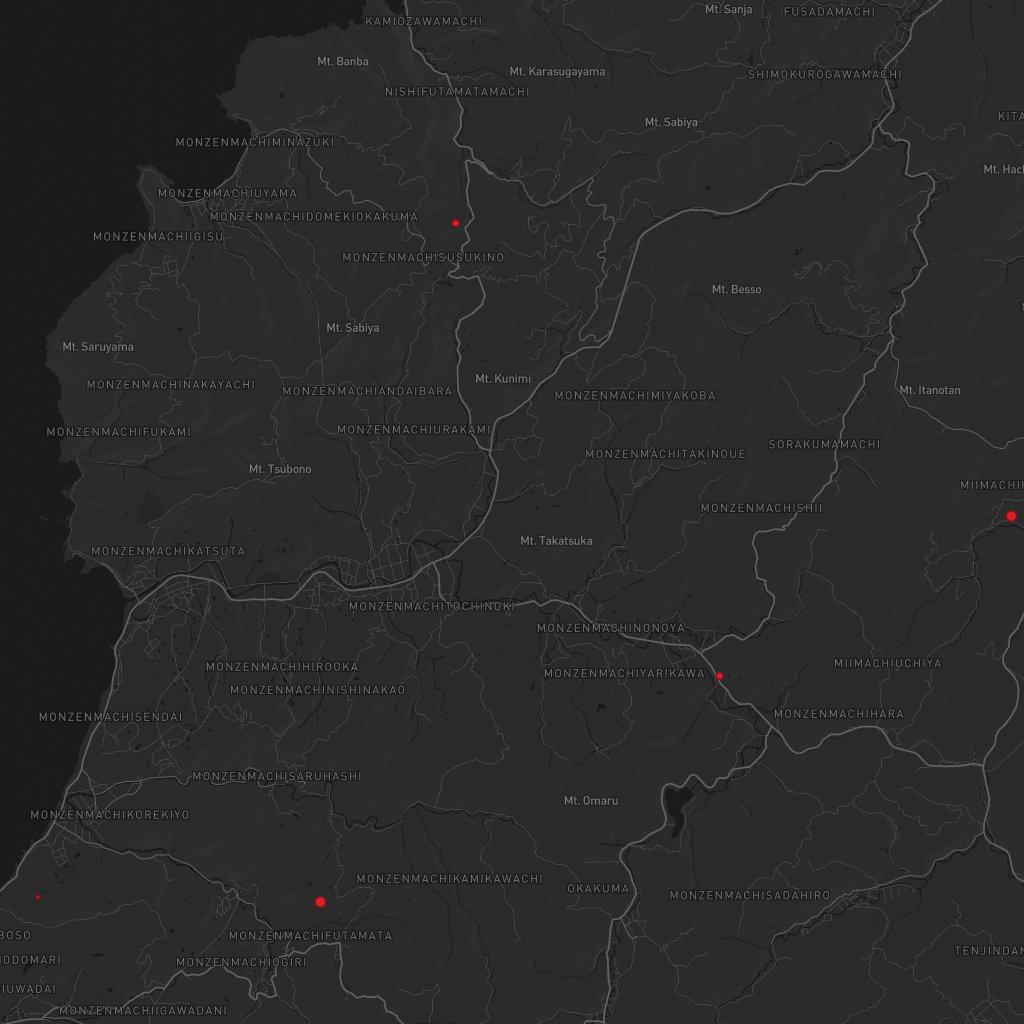 Mt. Sanja
FUSADAMACHI
KAMIOZAWAMACHI
Mt. Banba
Mt. Karasugayama
SHIMOKUROGAWAMACHI
NISHIFUTAMATAMACHI
KITA
Mt. Sabiya
MONZENMACHIMINAZUKI
Mt. Hach
MONZENMACHIUYAMA
MONZENMACHIDOMEKIOKAKUMA
MONZENMACHIIGISU
MONZENMACHISUSUKINO
Mt. Besso
Mt. Sabiya
Mt. Saruyama
Mt. Kunimi
MONZENMACHINAKAYACHI
MONZENMACHIANDAIBARA
Mt. Itanotan
MONZENMACHIMIYAKOBA
MONZENMACHIFUKAMI
MONZENMACHIURAKAMI
SORAKUMAMACHI
MONZENMACHITAKINOUE
Mt. Tsubono
MIIMACHI
MONZENMACHISHII
Mt. Takatsuka
MONZENMACHIKATSUTA
MONZENMACHITOCHINOKI
MONZENMACHINONOYA
MIIMACHIUCHIYA
MONZENMACHIHIROOKA
MONZENMACHIYARIKAWA
MONZENMACHINISHINAKAO
MONZENMACHIHARA
MONZENMACHISENDAI
MONZENMACHISARUHASHI
Mt. Omaru
MONZENMACHIKOREKIYO
MONZENMACHIKAMIKAWACHI
OKAKUMA
MONZENMACHISADAHIRO
BOSO
MONZENMACHIFUTAMATA
TENJINDAN
IODOMARI
MONZENMACHIOGIRI
IUWADAI
MONZENMACHIIGAWADANI